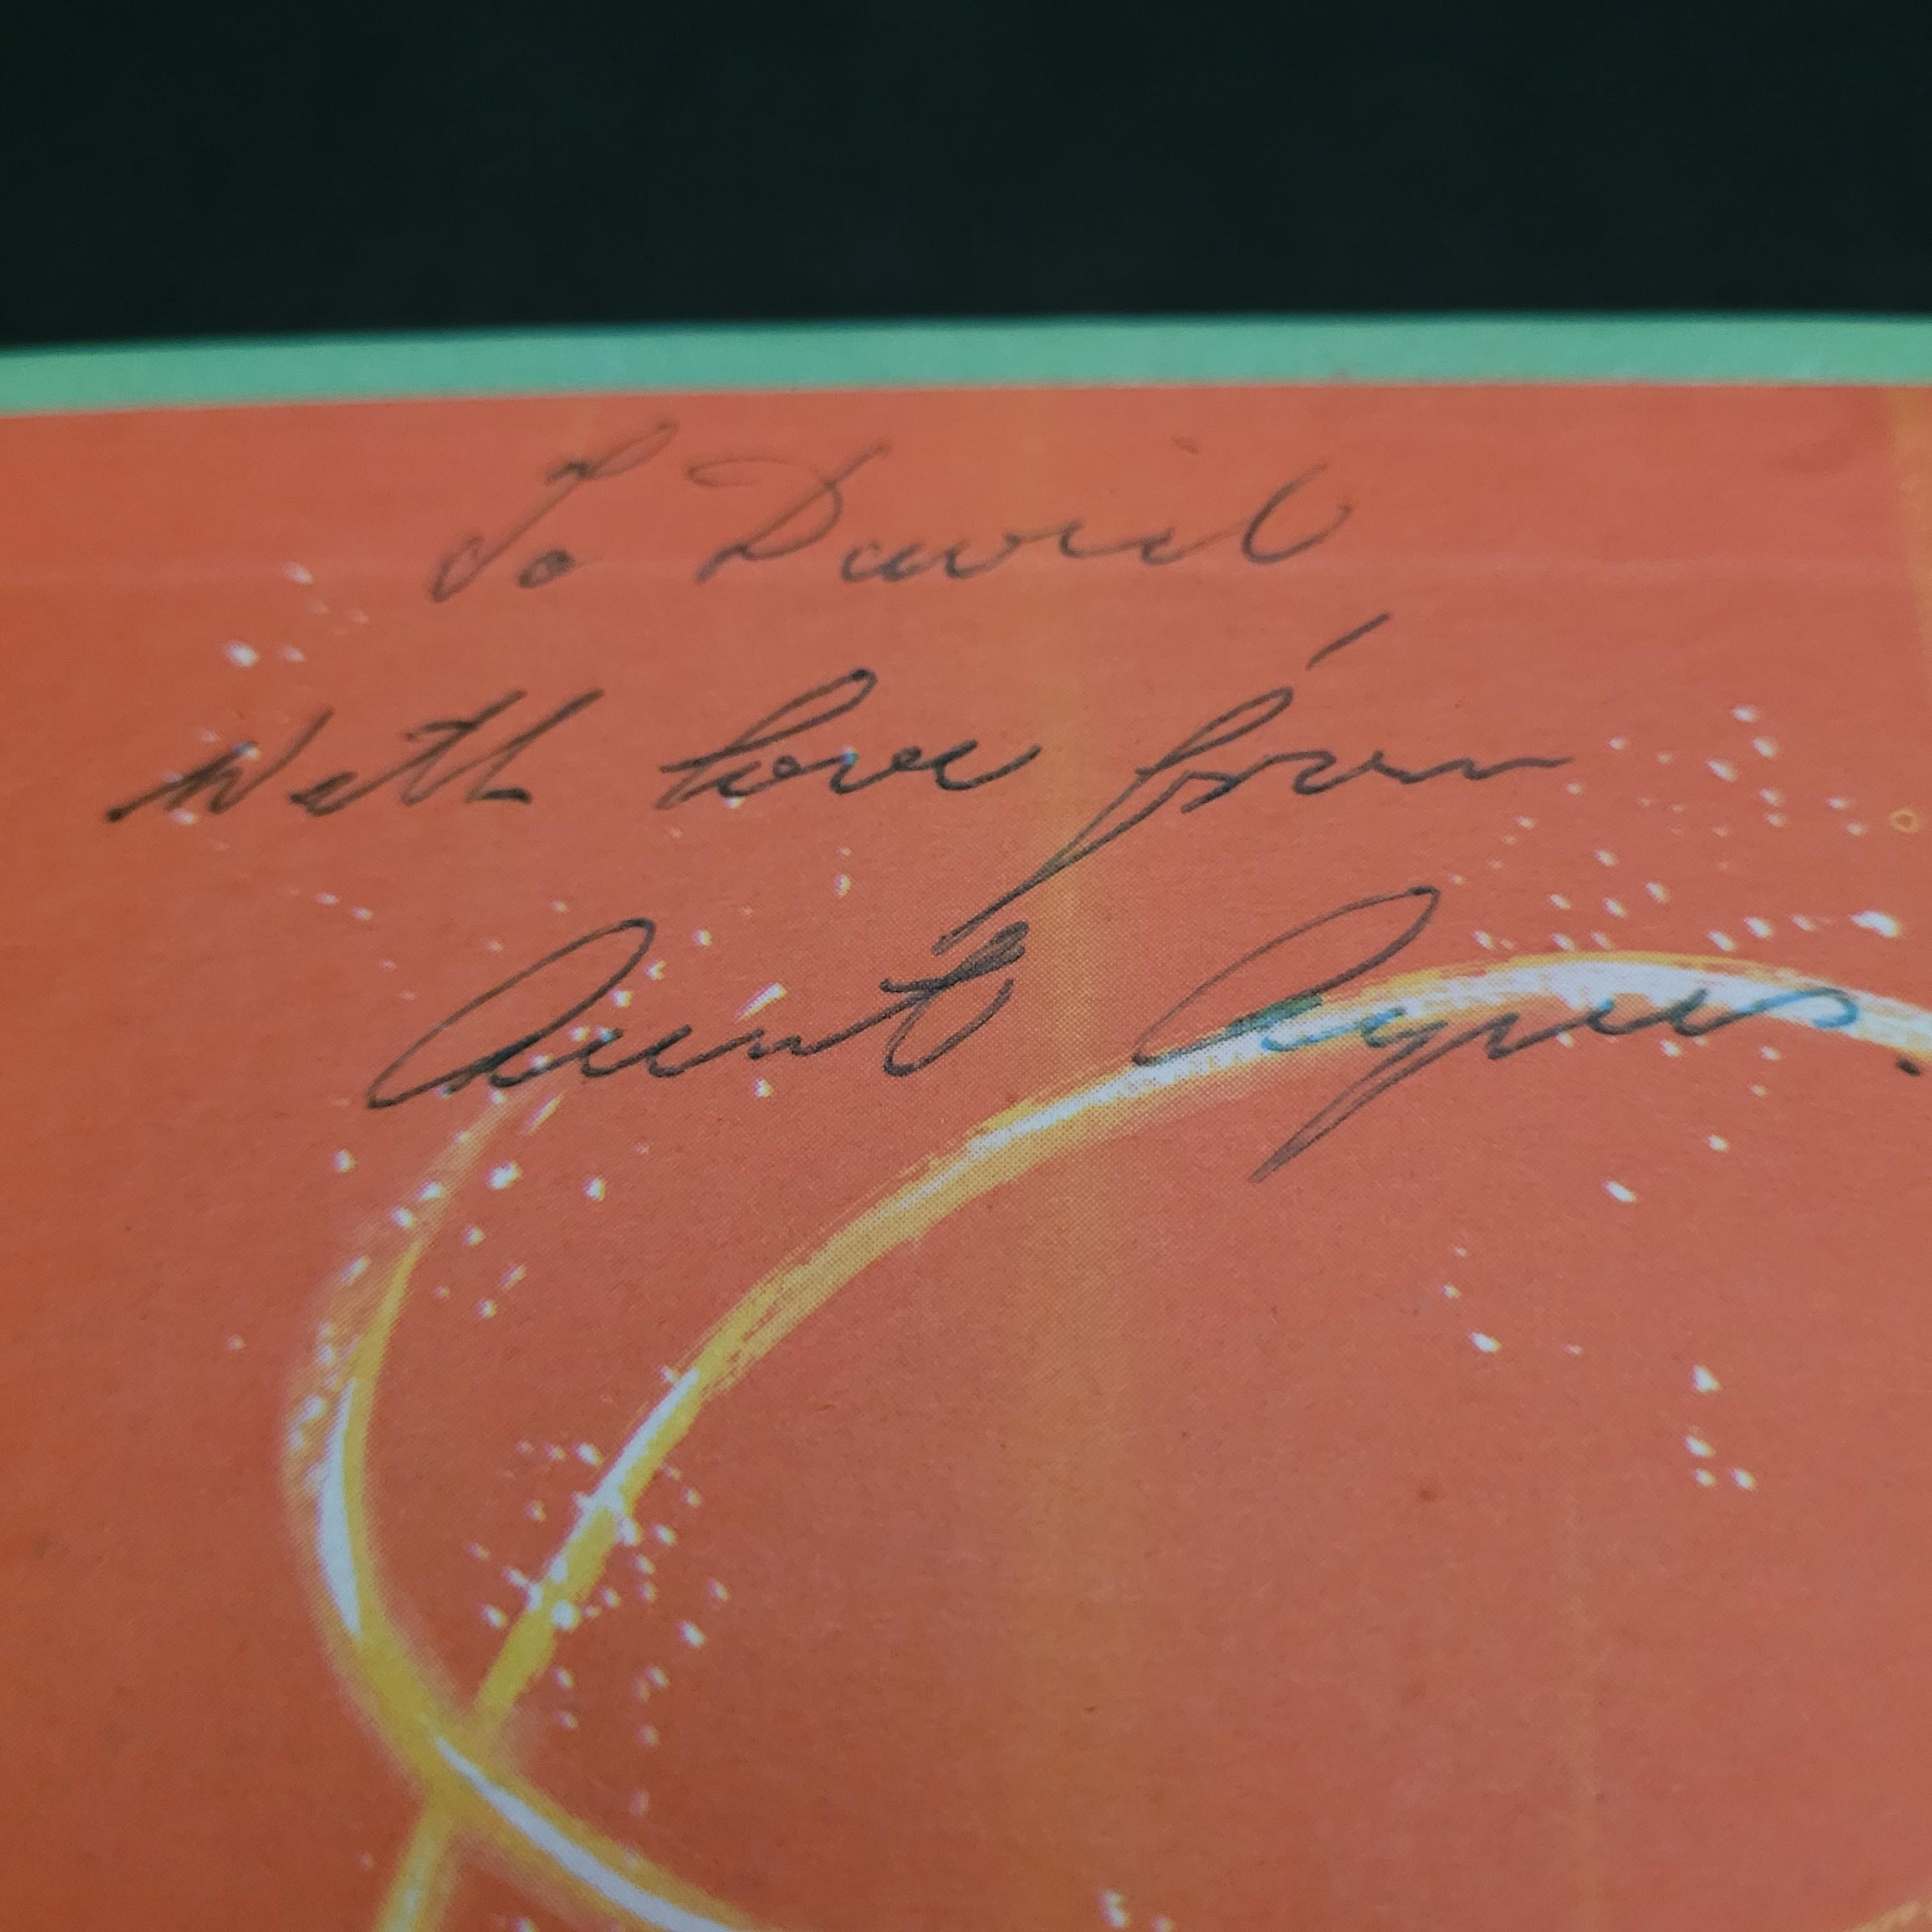 To David
With love from
Aunt Agnes.